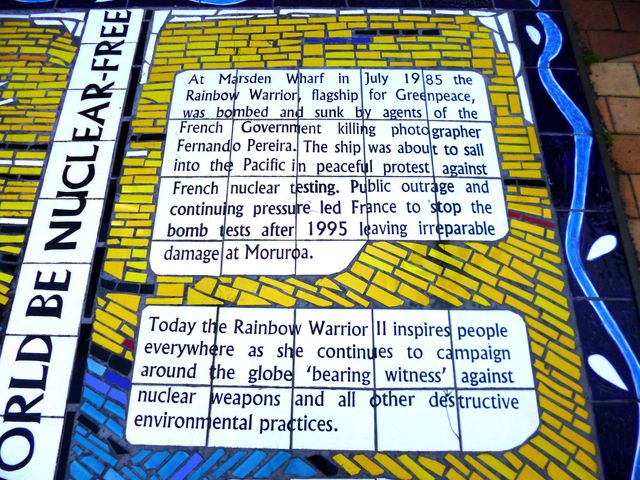 ORLD BE NUCLEAR-FREE
At Marsden Wharf in July 1985 the
Rainbow Warrior, flagship for Greenpeace,
was bombed and sunk by agents of the
French Government killing photographer
Fernando Pereira. The ship was about to sail
into the Pacific in peaceful protest against
French nuclear testing. Public outrage and
continuing pressure led France to stop the
bomb tests after 1995 leaving irreparable
damage at Moruroa.
Today the Rainbow Warrior II inspires people
everywhere as she continues to campaign
around the globe 'bearing witness' against
nuclear weapons and all other destructive
environmental practices.